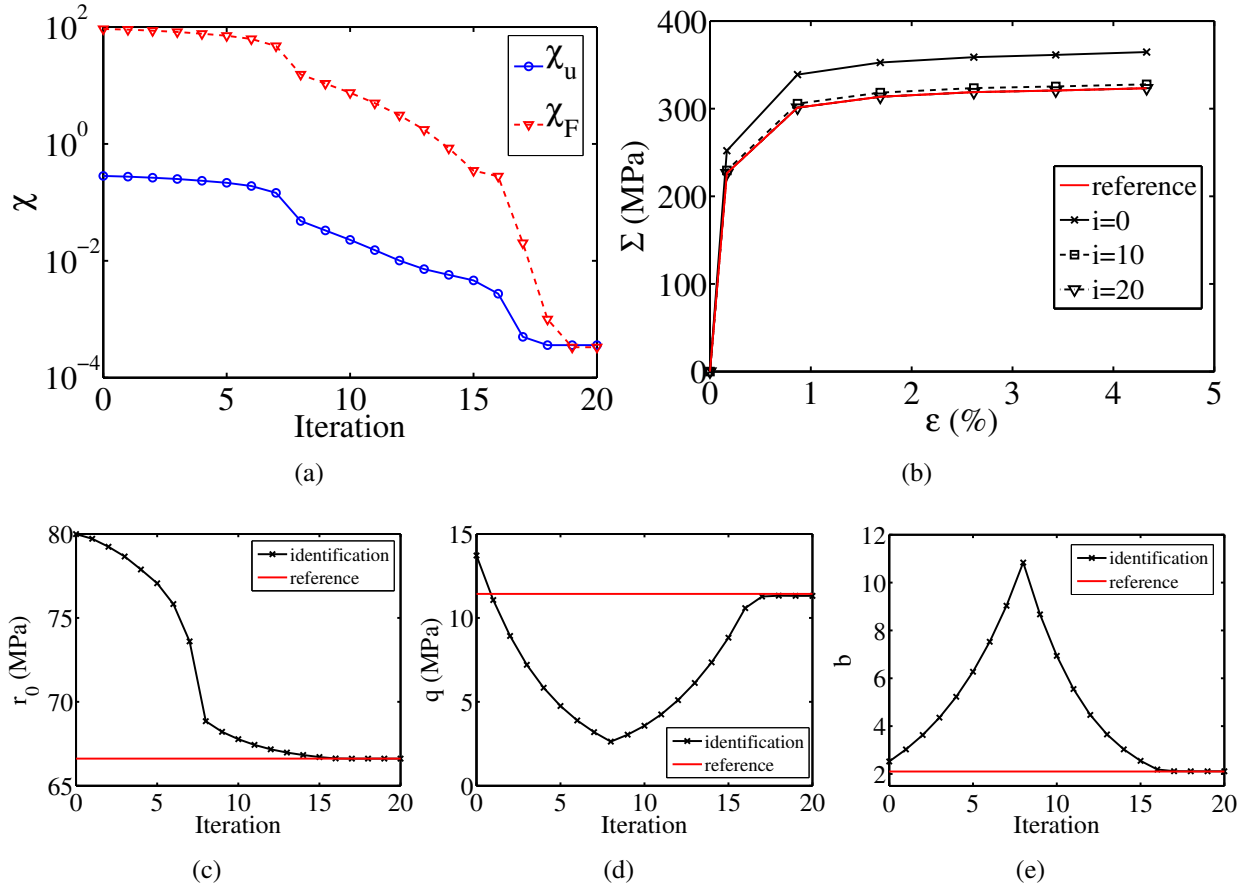 10^2
10^0
10^-2
10^-4
χ
0 5 10 15 20
Iteration
χ_u
χ_F
(a)
400
300
200
100
0
Σ (MPa)
0 1 2 3 4 5
ε (%)
reference
i=0
i=10
i=20
(b)
80
75
70
65
r_0 (MPa)
0 5 10 15 20
Iteration
identification
reference
(c)
15
10
5
0
q (MPa)
0 5 10 15 20
Iteration
identification
reference
(d)
12
10
8
6
4
2
b
0 5 10 15 20
Iteration
identification
reference
(e)